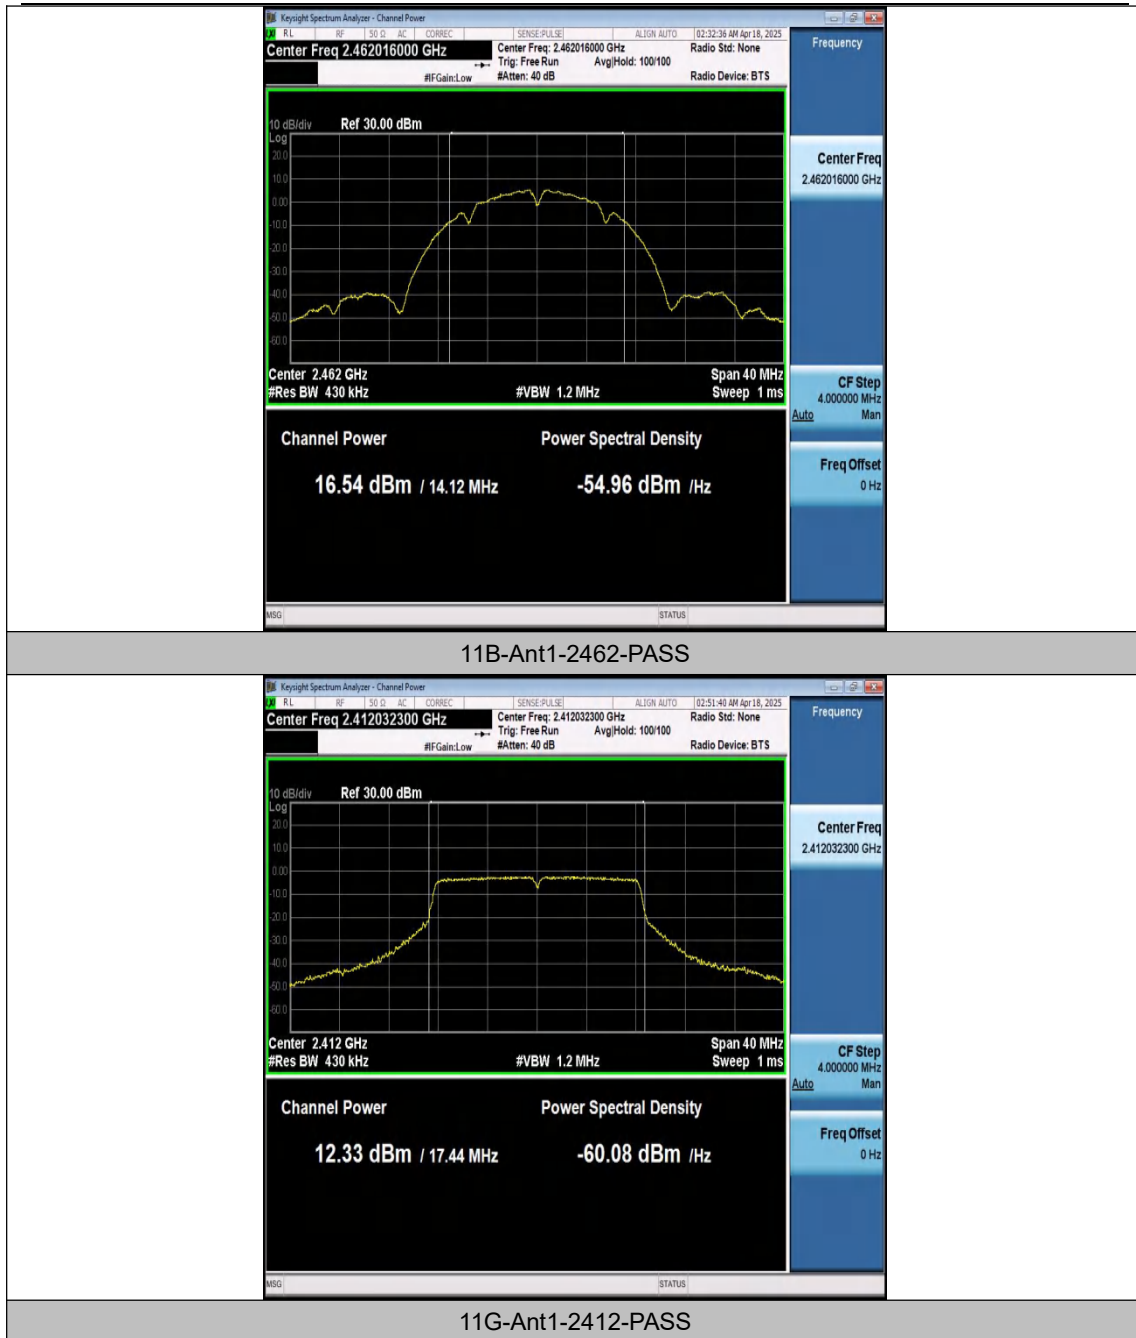 Keysight Spectrum Analyzer - Channel Power
RL RF 50 Ω AC CORREC SENSE:PULSE ALIGN AUTO 02:32:36 AM Apr 18, 2025
Center Freq 2.462016000 GHz Center Freq: 2.462016000 GHz Radio Std: None Frequency
Trig: Free Run Avg|Hold: 100/100
#IFGain:Low #Atten: 40 dB Radio Device: BTS
10 dB/div Ref 30.00 dBm
Log
20.0
10.0
0.00
-10.0
-20.0
-30.0
-40.0
-50.0
-60.0
Center Freq
2.462016000 GHz
Center 2.462 GHz Span 40 MHz
#Res BW 430 kHz #VBW 1.2 MHz Sweep 1 ms
CF Step
4.000000 MHz
Auto Man
Channel Power Power Spectral Density
16.54 dBm / 14.12 MHz -54.96 dBm /Hz
Freq Offset
0 Hz
MSG STATUS
11B-Ant1-2462-PASS
Keysight Spectrum Analyzer - Channel Power
RL RF 50 Ω AC CORREC SENSE:PULSE ALIGN AUTO 02:51:40 AM Apr 18, 2025
Center Freq 2.412032300 GHz Center Freq: 2.412032300 GHz Radio Std: None Frequency
Trig: Free Run Avg|Hold: 100/100
#IFGain:Low #Atten: 40 dB Radio Device: BTS
10 dB/div Ref 30.00 dBm
Log
20.0
10.0
0.00
-10.0
-20.0
-30.0
-40.0
-50.0
-60.0
Center Freq
2.412032300 GHz
Center 2.412 GHz Span 40 MHz
#Res BW 430 kHz #VBW 1.2 MHz Sweep 1 ms
CF Step
4.000000 MHz
Auto Man
Channel Power Power Spectral Density
12.33 dBm / 17.44 MHz -60.08 dBm /Hz
Freq Offset
0 Hz
MSG STATUS
11G-Ant1-2412-PASS